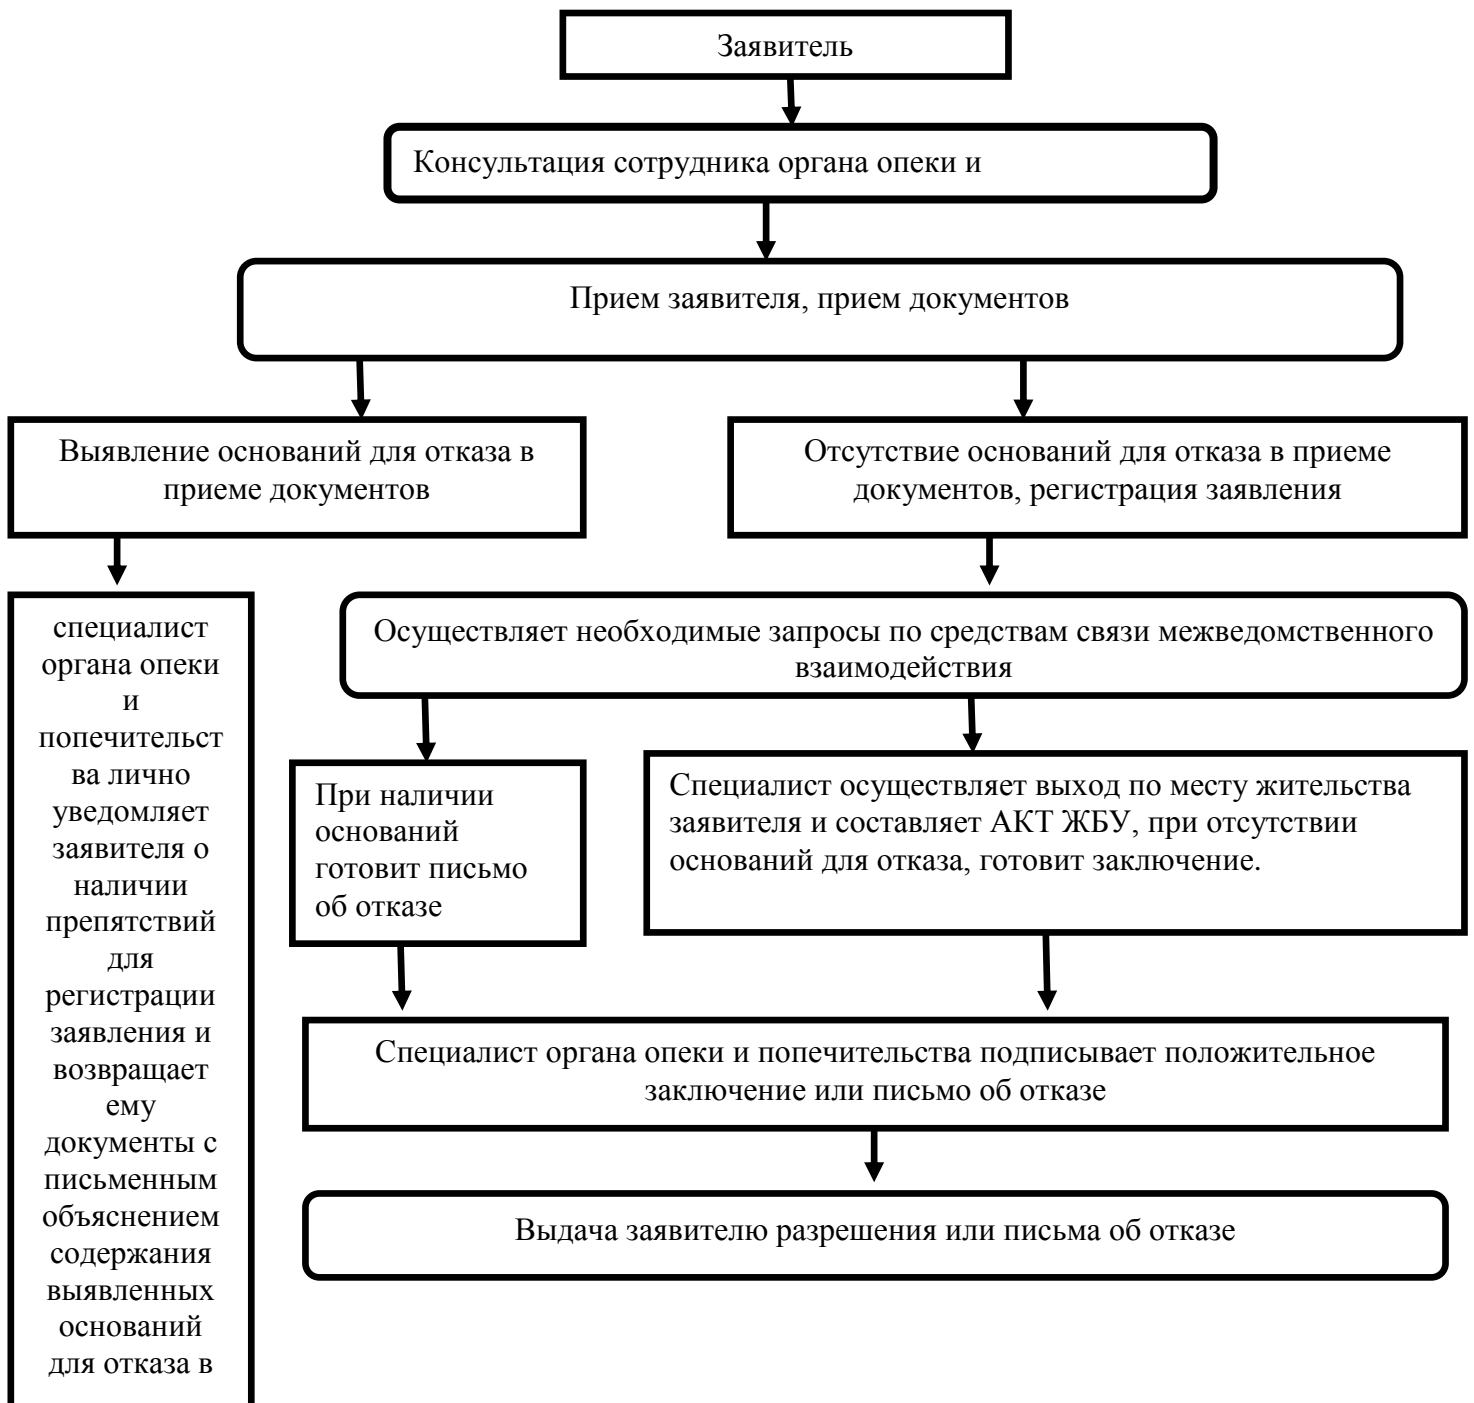 Заявитель
Консультация сотрудника органа опеки и
Прием заявителя, прием документов
Выявление оснований для отказа в
приеме документов
Отсутствие оснований для отказа в приеме
документов, регистрация заявления
специалист
органа опеки
и
попечительст
ва лично
уведомляет
заявителя о
наличии
препятствий
для
регистрации
заявления и
возвращает
ему
документы с
письменным
объяснением
содержания
выявленных
оснований
для отказа в
Осуществляет необходимые запросы по средствам связи межведомственного
взаимодействия
При наличии
оснований
готовит письмо
об отказе
Специалист осуществляет выход по месту жительства
заявителя и составляет АКТ ЖБУ, при отсутствии
оснований для отказа, готовит заключение.
Специалист органа опеки и попечительства подписывает положительное
заключение или письмо об отказе
Выдача заявителю разрешения или письма об отказе